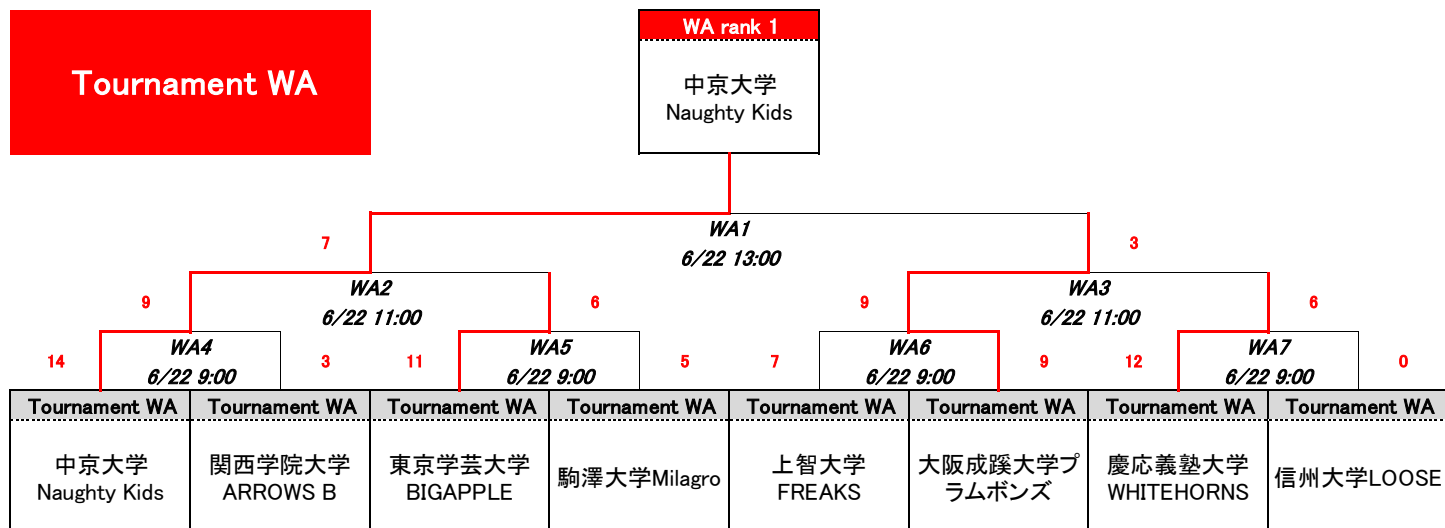 Tournament WA
WA rank 1
中京大学
Naughty Kids
WA1
6/22 13:00
7
3
WA2
6/22 11:00
WA3
6/22 11:00
9
6
9
6
WA4
6/22 9:00
WA5
6/22 9:00
WA6
6/22 9:00
WA7
6/22 9:00
14
3
11
5
7
9
12
0
Tournament WA
Tournament WA
Tournament WA
Tournament WA
Tournament WA
Tournament WA
Tournament WA
Tournament WA
中京大学
Naughty Kids
関西学院大学
ARROWS B
東京学芸大学
BIGAPPLE
駒澤大学Milagro
上智大学
FREAKS
大阪成蹊大学プ
ラムボンズ
慶応義塾大学
WHITEHORNS
信州大学LOOSE